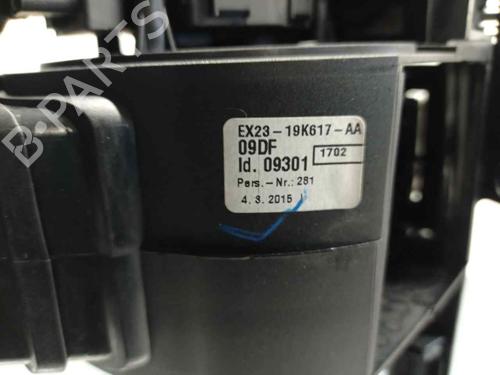 B-PARTS
EX23-19K617-AA
09DF
Id. 09301 1702
Pers.-Nr.: 281
4. 3. 2015